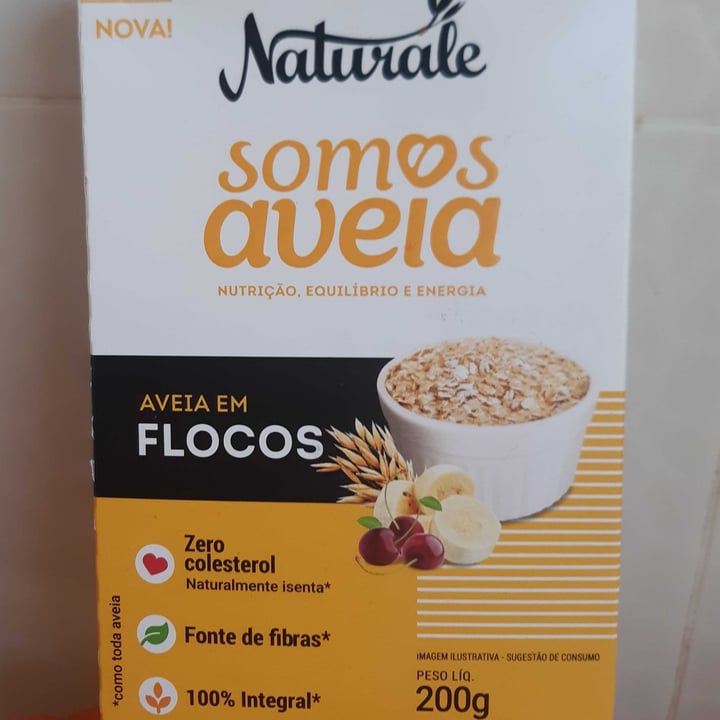 NOVA!
Naturale
somos
aveia
NUTRIÇÃO, EQUILÍBRIO E ENERGIA
AVEIA EM
FLOCOS
Zero
colesterol
Naturalmente isenta*
Fonte de fibras*
100% Integral*
*como toda aveia
IMAGEM ILUSTRATIVA - SUGESTÃO DE CONSUMO
PESO LÍQ.
200g